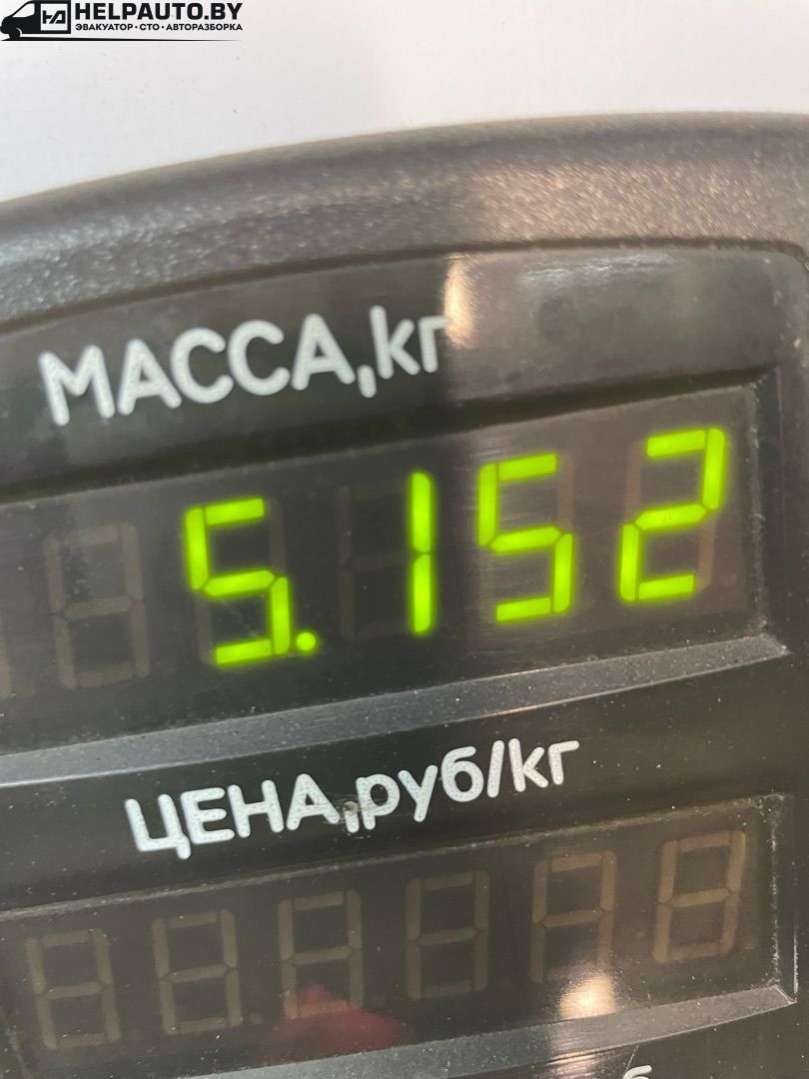 HELPAUTO.BY
ЭВАКУАТОР • СТО • АВТОРАЗБОРКА
МАССА,кг
5.152
ЦЕНА,руб/кг